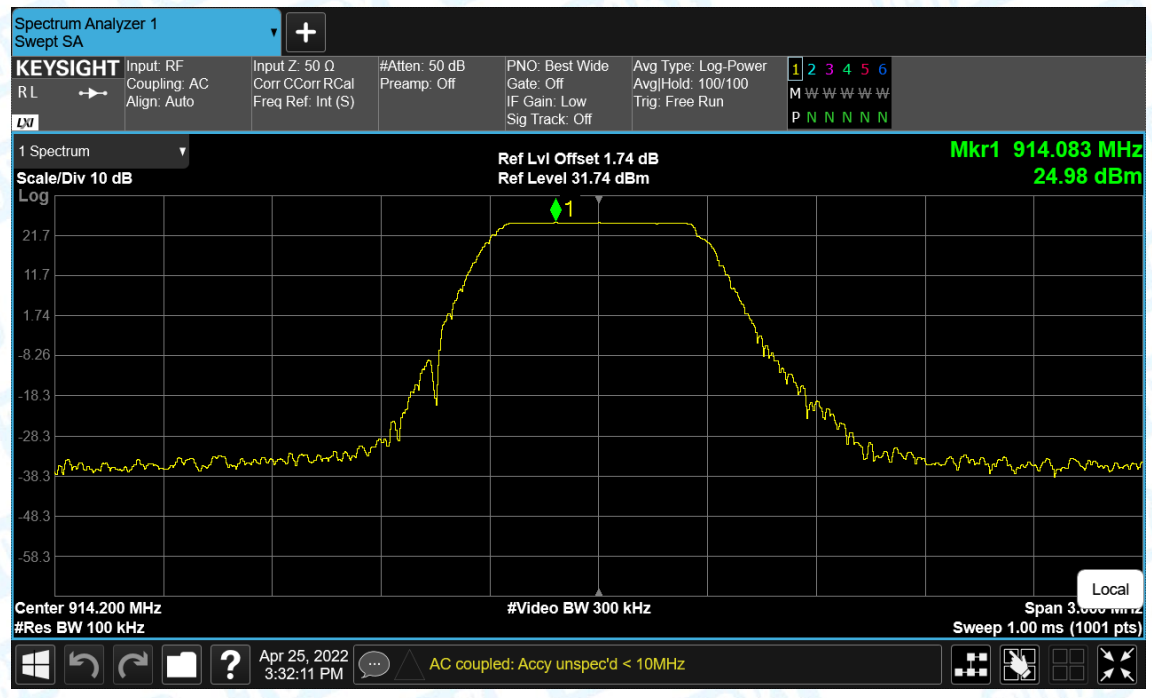 Spectrum Analyzer 1
Swept SA
+
KEYSIGHT
R L
LXI
Input: RF
Coupling: AC
Align: Auto
Input Z: 50 Ω
Corr CCorr RCal
Freq Ref: Int (S)
#Atten: 50 dB
Preamp: Off
PNO: Best Wide
Gate: Off
IF Gain: Low
Sig Track: Off
Avg Type: Log-Power
Avg|Hold: 100/100
Trig: Free Run
1 2 3 4 5 6
M W W W W W
P N N N N N
1 Spectrum
Scale/Div 10 dB
Log
Ref Lvl Offset 1.74 dB
Ref Level 31.74 dBm
Mkr1 914.083 MHz
24.98 dBm
1
21.7
11.7
1.74
-8.26
-18.3
-28.3
-38.3
-48.3
-58.3
Local
Center 914.200 MHz
#Res BW 100 kHz
#Video BW 300 kHz
Span 3.000 MHz
Sweep 1.00 ms (1001 pts)
?
Apr 25, 2022
3:32:11 PM
AC coupled: Accy unspec'd < 10MHz